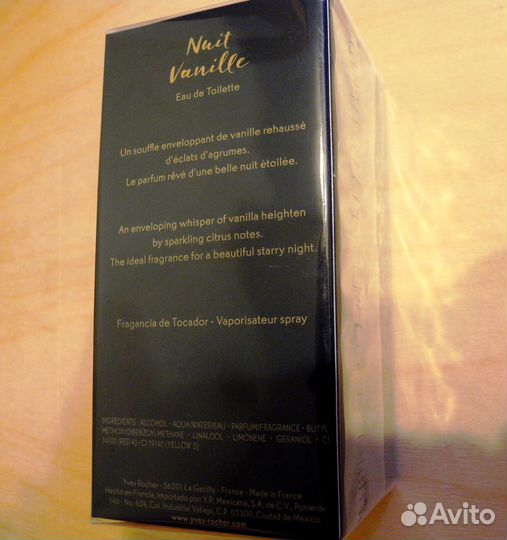 Nuit
Vanille
Eau de Toilette
Un souffle enveloppant de vanille rehaussé
d'éclats d'agrumes.
Le parfum rêvé d'une belle nuit étoilée.
An enveloping whisper of vanilla heighten
by sparkling citrus notes.
The ideal fragrance for a beautiful starry night.
Fragancia de Tocador - Vaporisateur spray
INGREDIENTS : ALCOHOL - AQUA/WATER/EAU - PARFUM/FRAGRANCE - BUTYL
METHOXYDIBENZOYLMETHANE - LINALOOL - LIMONENE - GERANIOL - CI
14700 (RED 4) - CI 19140 (YELLOW 5)
Yves Rocher - 56201 La Gacilly - France - Made in France
Hecho en Francia, Importado por: Y.R. Mexicana, S.A. de C.V., Poniente
146 - No. 624, Col. Industrial Vallejo, C.P. 02300, Ciudad de Mexico
www.yves-rocher.com
Avito